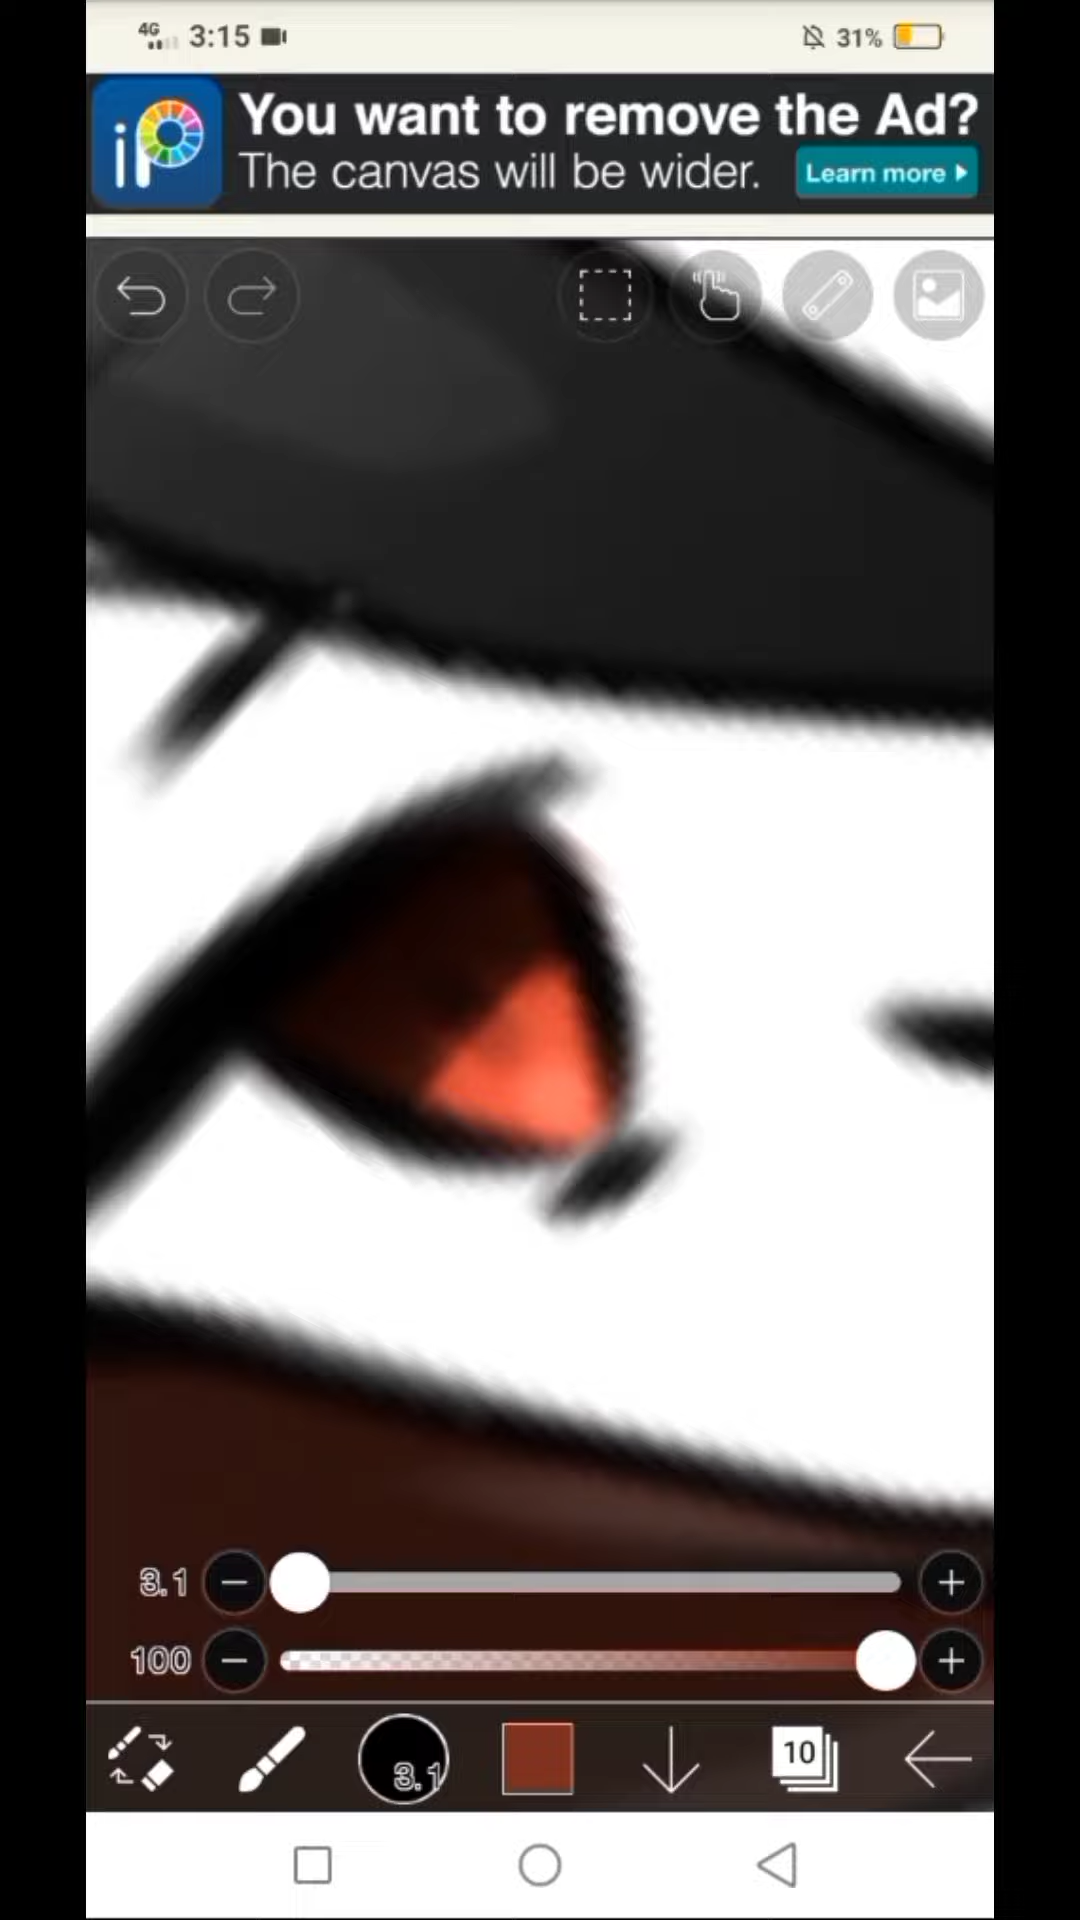 4G 3:15 31%
iP
You want to remove the Ad?
The canvas will be wider.
Learn more
3.1
100
3.1
10